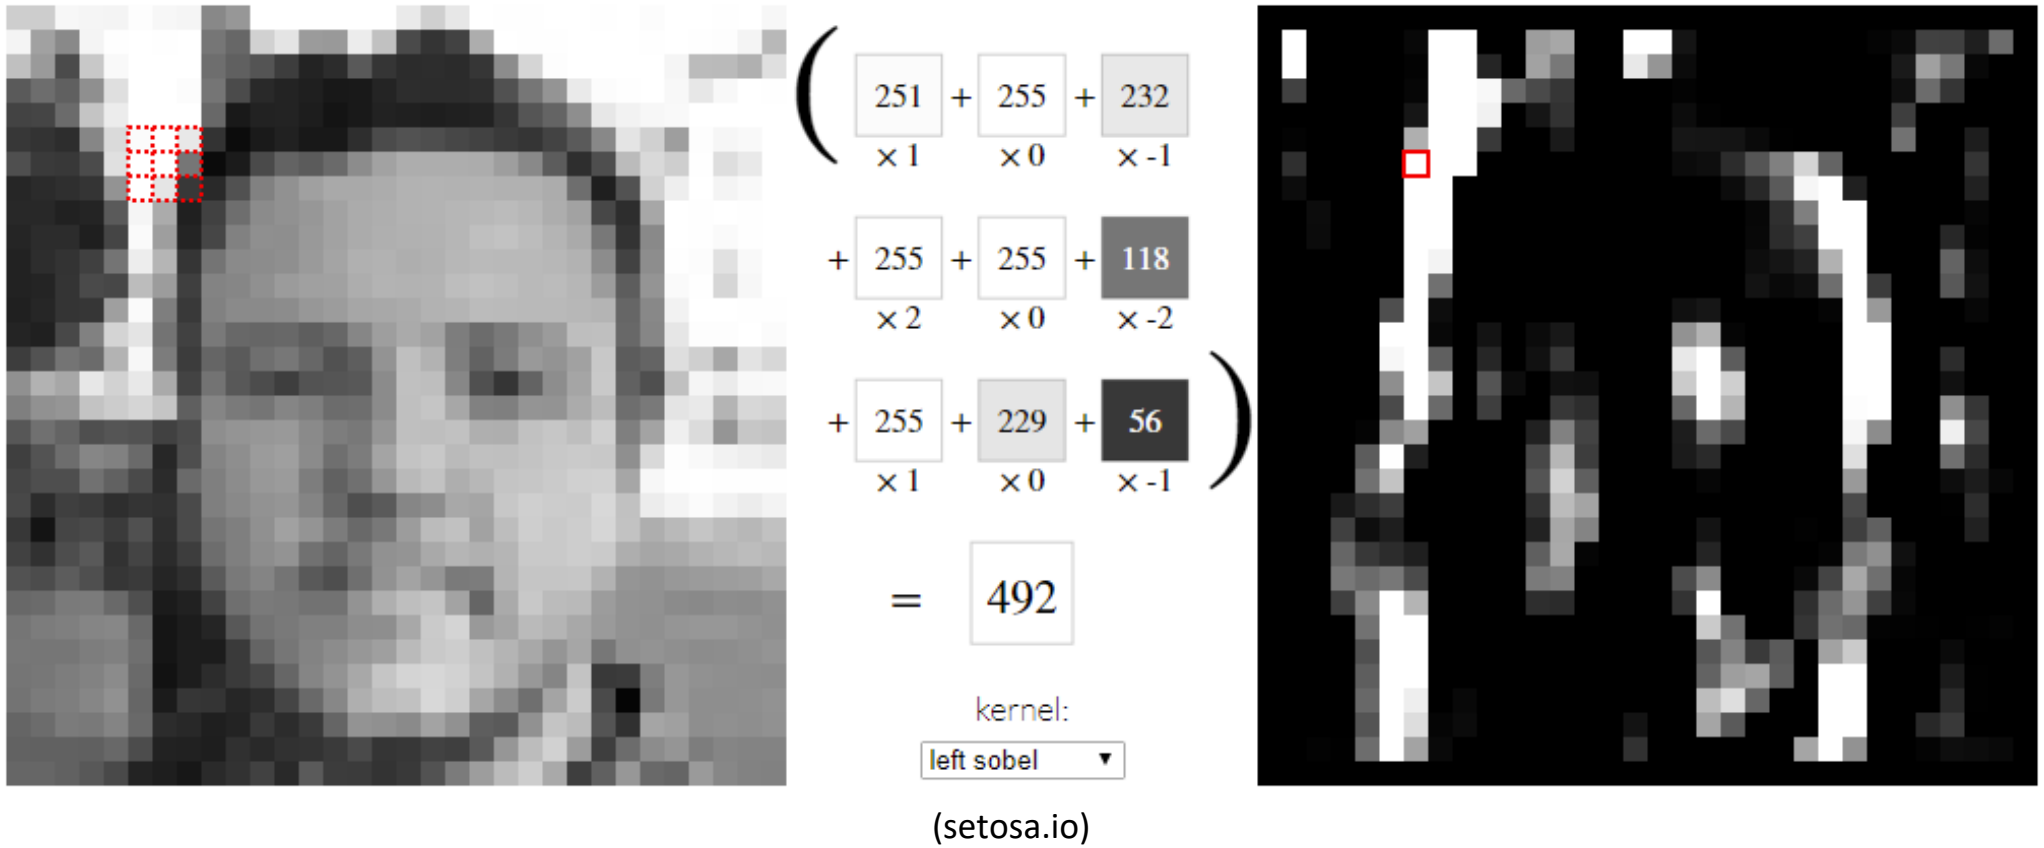 ( 251 + 255 + 232
× 1 × 0 × -1
+ 255 + 255 + 118
× 2 × 0 × -2
+ 255 + 229 + 56 )
× 1 × 0 × -1
= 492
kernel:
left sobel ▼
(setosa.io)